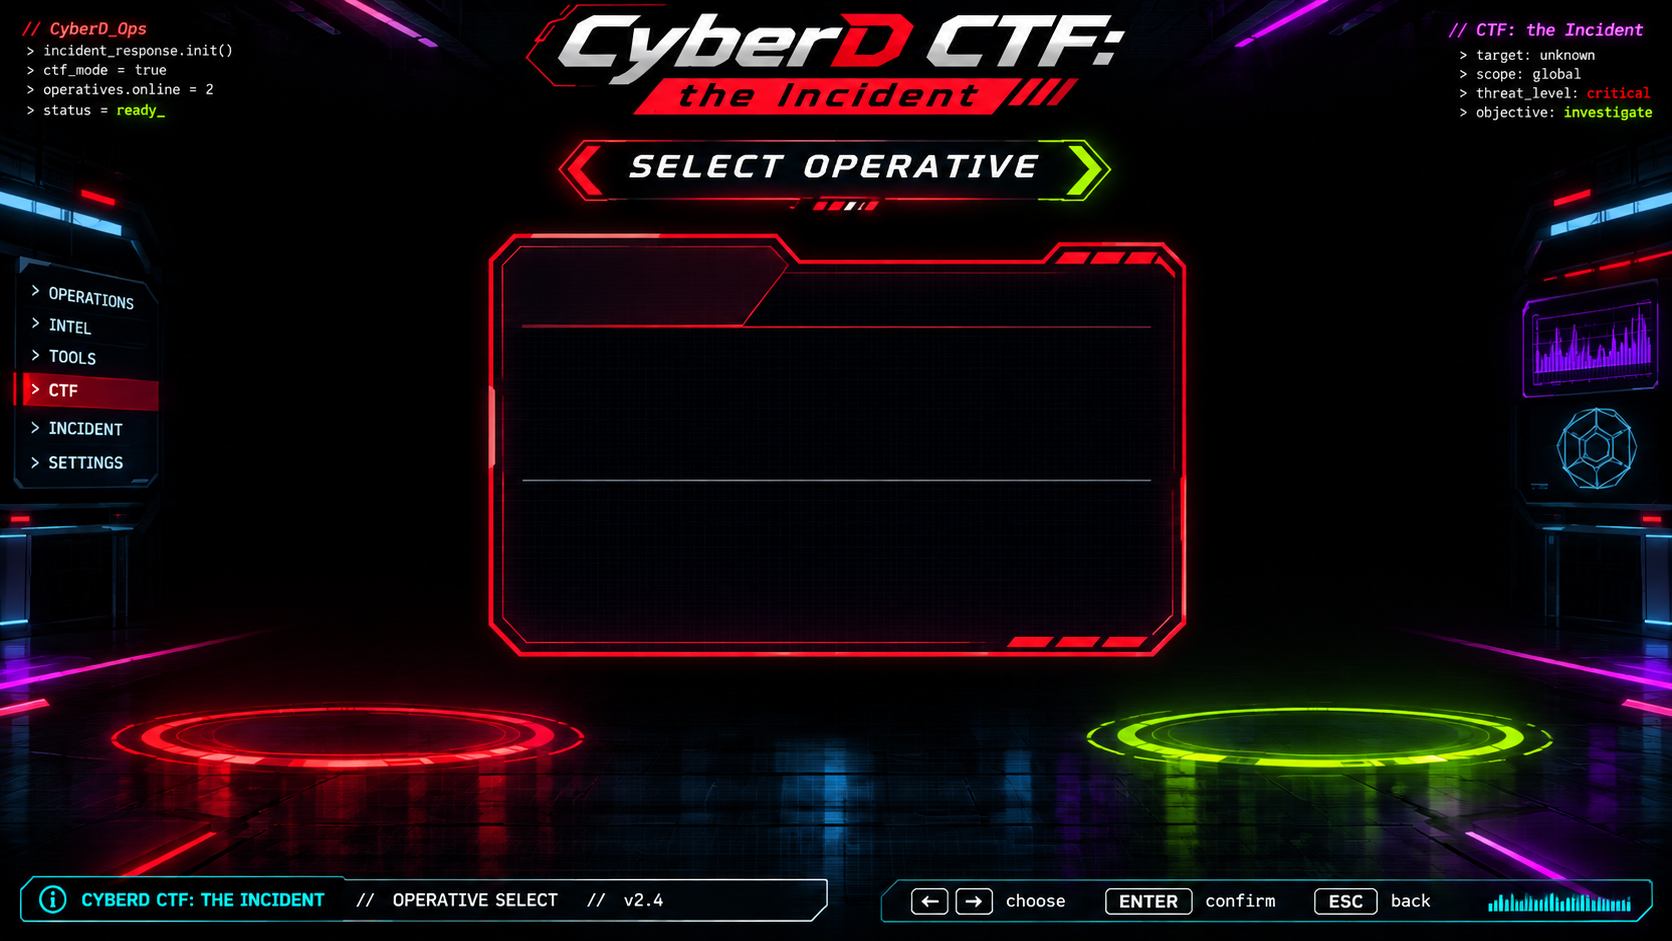 // CyberD_Ops
> incident_response.init()
> ctf_mode = true
> operatives.online = 2
> status = ready_
CyberD CTF:
the Incident
// CTF: the Incident
> target: unknown
> scope: global
> threat_level: critical
> objective: investigate
SELECT OPERATIVE
> OPERATIONS
> INTEL
> TOOLS
> CTF
> INCIDENT
> SETTINGS
CYBERD CTF: THE INCIDENT // OPERATIVE SELECT // v2.4
← → choose ENTER confirm ESC back